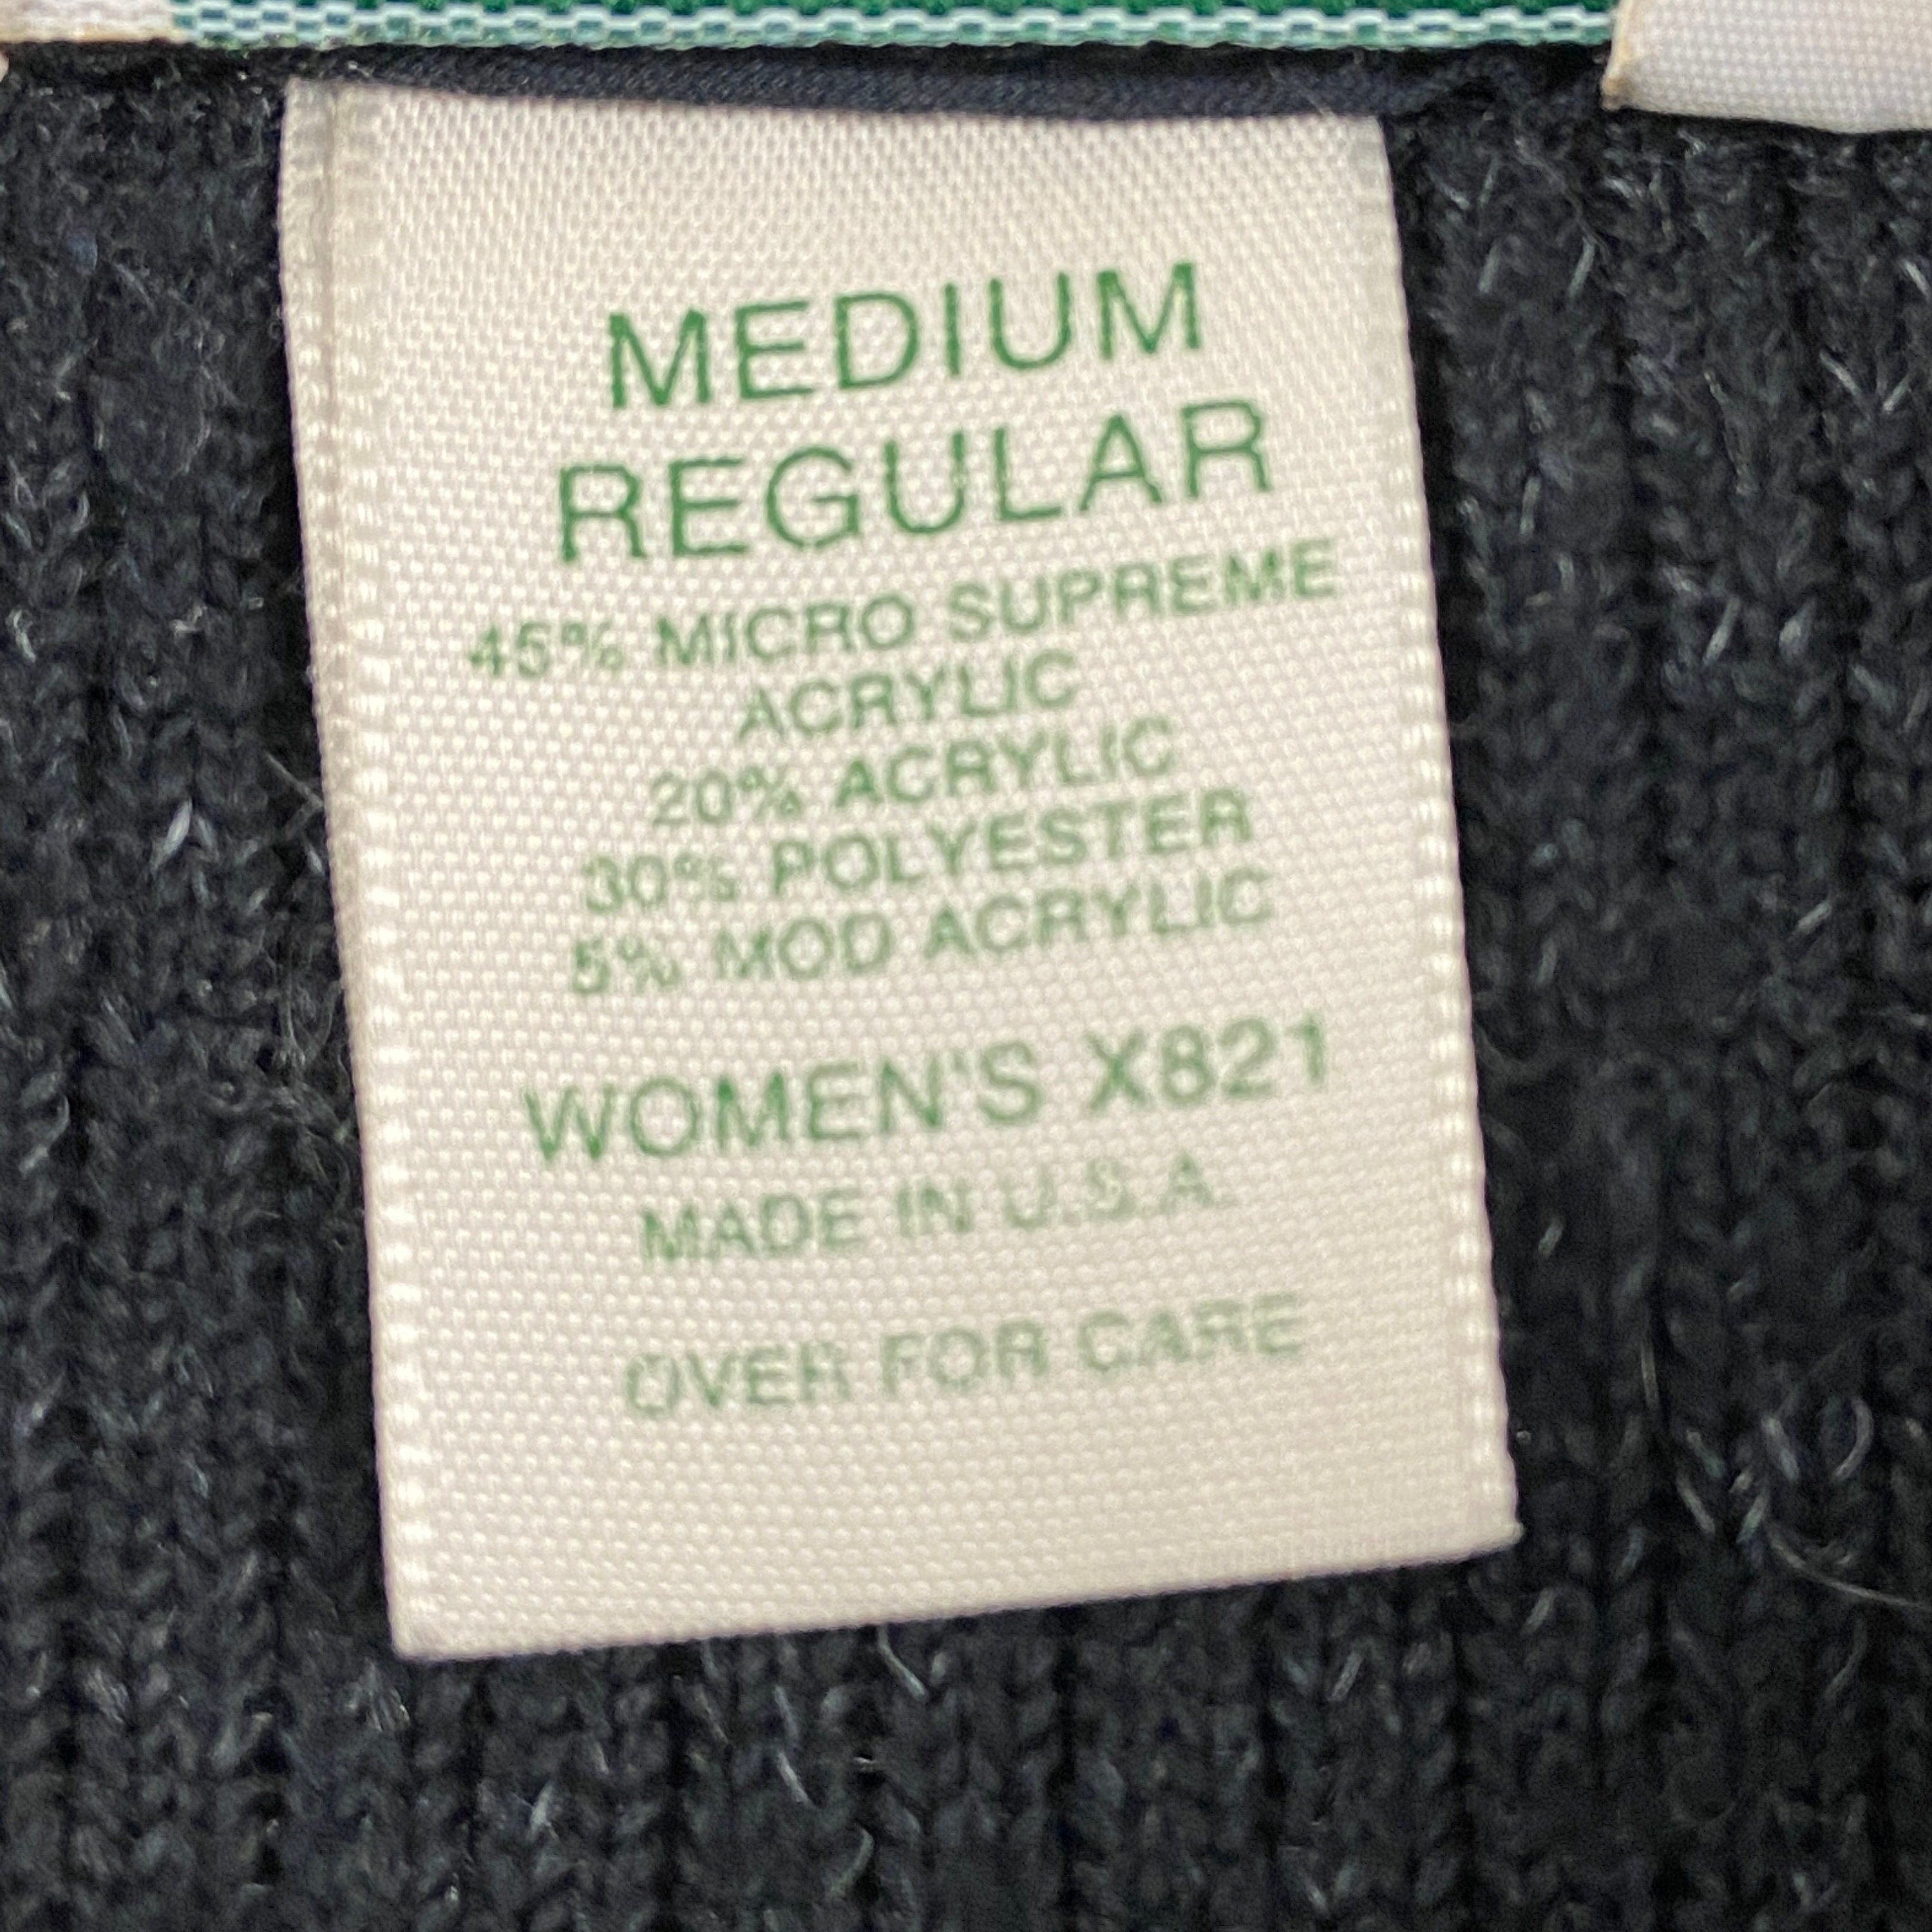 MEDIUM
REGULAR
45% MICRO SUPREME
ACRYLIC
20% ACRYLIC
30% POLYESTER
5% MOD ACRYLIC
WOMEN'S X821
MADE IN U.S.A.
OVER FOR CARE